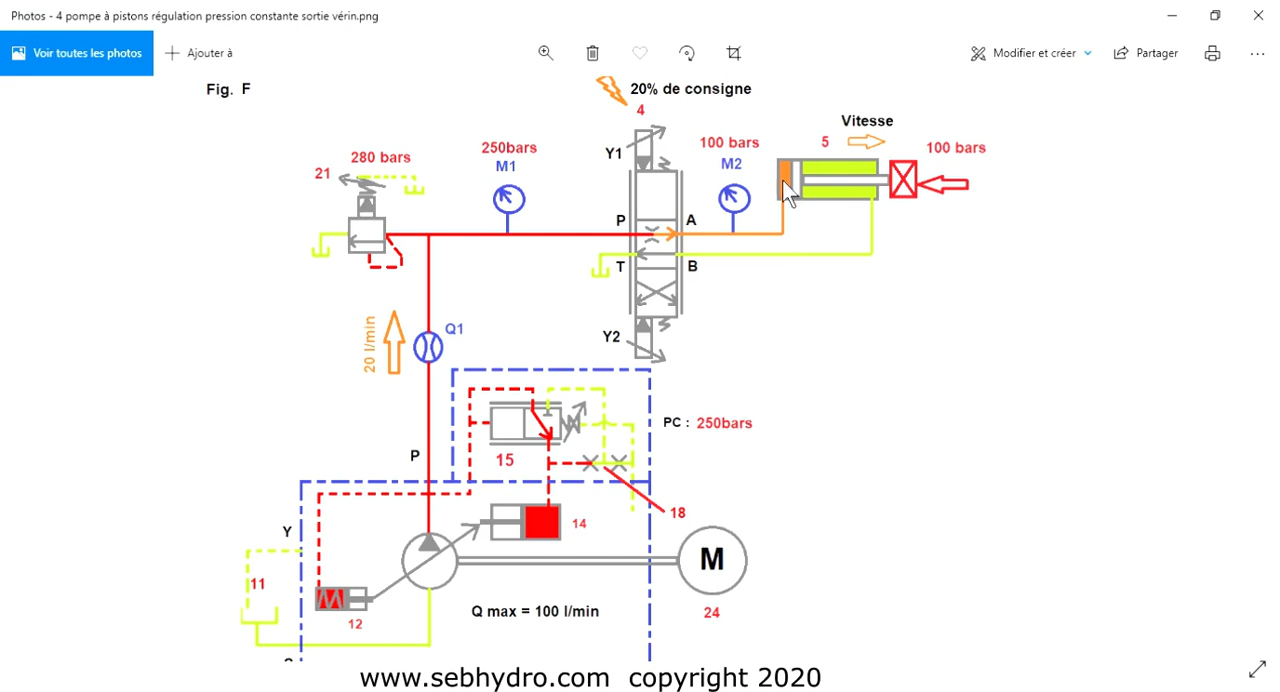 Photos - 4 pompe à pistons régulation pression constante sortie vérin.png
Voir toutes les photos
Ajouter à
Modifier et créer
Partager
Fig. F
20% de consigne
4
Vitesse
5
100 bars
280 bars
21
250bars
M1
Y1
100 bars
M2
P
A
T
B
20 l/min
Q1
Y2
PC : 250bars
15
P
18
14
Y
M
11
12
Q max = 100 l/min
24
www.sebhydro.com copyright 2020